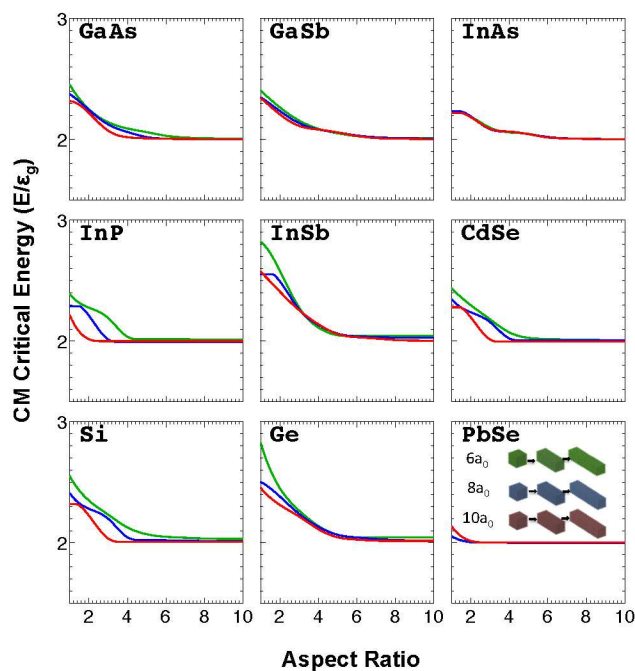 GaAs GaSb InAs
3
2
InP InSb CdSe
3
2
Si Ge PbSe
3
2
6a₀
8a₀
10a₀
2 4 6 8 10 2 4 6 8 10 2 4 6 8 10
Aspect Ratio
CM Critical Energy (E/ε_g)